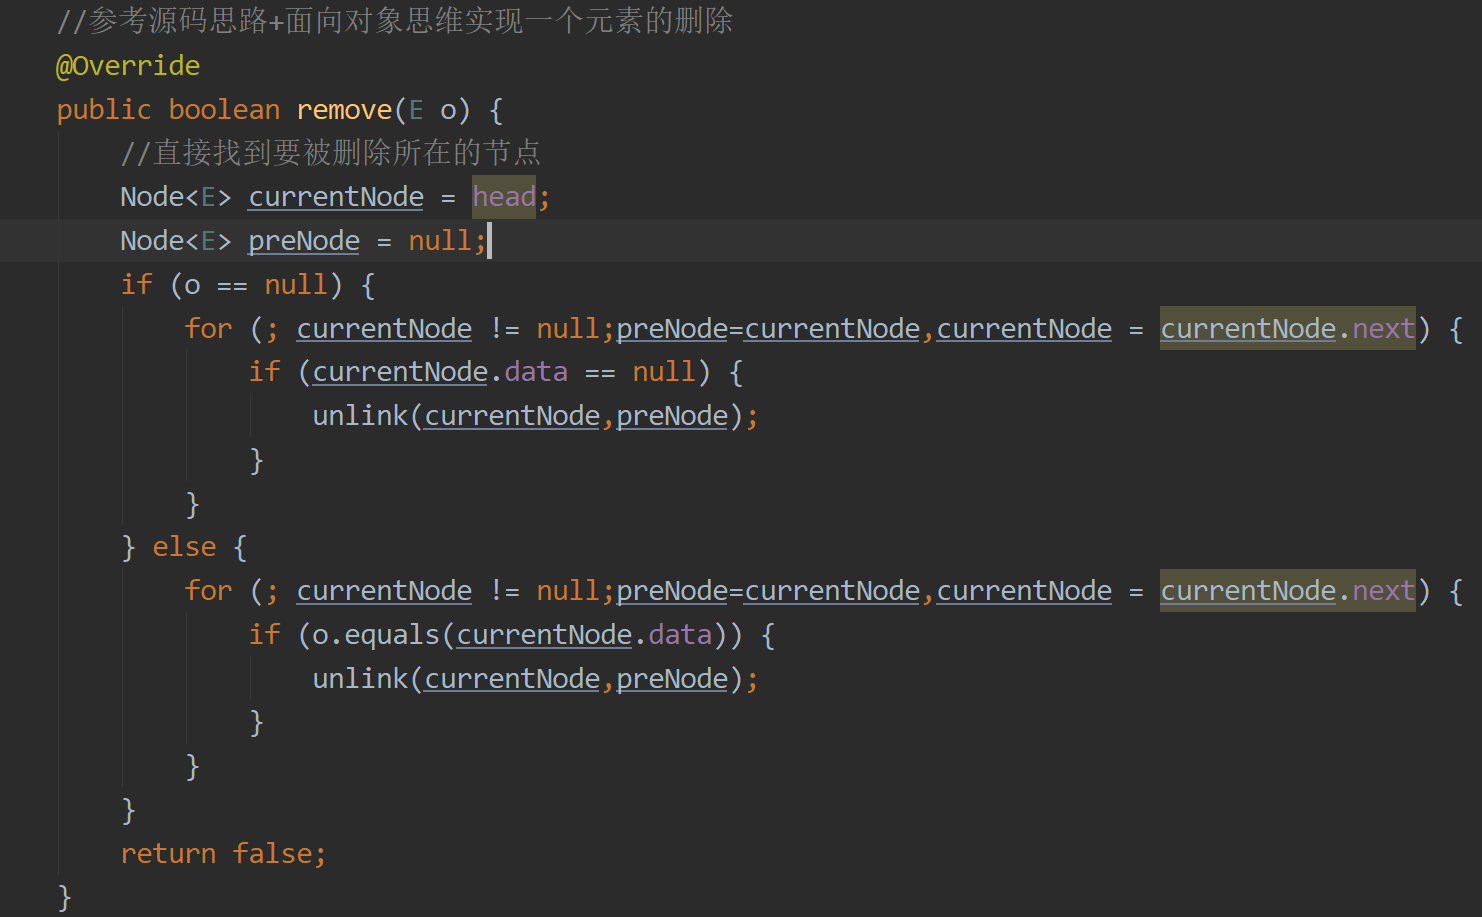 //参考源码思路+面向对象思维实现一个元素的删除
@Override
public boolean remove(E o) {
//直接找到要被删除所在的节点
Node<E> currentNode = head;
Node<E> preNode = null;
if (o == null) {
for (; currentNode != null;preNode=currentNode,currentNode = currentNode.next) {
if (currentNode.data == null) {
unlink(currentNode,preNode);
}
}
} else {
for (; currentNode != null;preNode=currentNode,currentNode = currentNode.next) {
if (o.equals(currentNode.data)) {
unlink(currentNode,preNode);
}
}
}
return false;
}